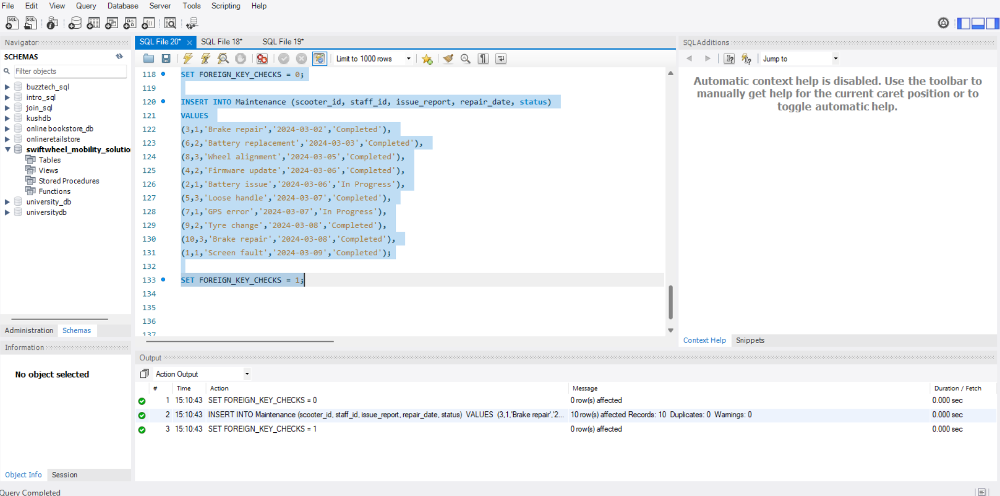 File Edit View Query Database Server Tools Scripting Help
Navigator
SCHEMAS
Filter objects
buzztech_sql
intro_sql
join_sql
kushdb
online bookstore_db
onlineretailstore
swiftwheel_mobility_solutio
Tables
Views
Stored Procedures
Functions
university_db
universitydb
Administration Schemas
Information
No object selected
Object Info Session
Query Completed
SQL File 20* SQL File 18* SQL File 19*
Limit to 1000 rows
118 SET FOREIGN_KEY_CHECKS = 0;
119
120 INSERT INTO Maintenance (scooter_id, staff_id, issue_report, repair_date, status)
121 VALUES
122 (3,1,'Brake repair','2024-03-02','Completed'),
123 (6,2,'Battery replacement','2024-03-03','Completed'),
124 (8,3,'Wheel alignment','2024-03-05','Completed'),
125 (4,2,'Firmware update','2024-03-06','Completed'),
126 (2,1,'Battery issue','2024-03-06','In Progress'),
127 (5,3,'Loose handle','2024-03-07','Completed'),
128 (7,1,'GPS error','2024-03-07','In Progress'),
129 (9,2,'Tyre change','2024-03-08','Completed'),
130 (10,3,'Brake repair','2024-03-08','Completed'),
131 (1,1,'Screen fault','2024-03-09','Completed');
132
133 SET FOREIGN_KEY_CHECKS = 1;
134
135
136
137
Output
Action Output
# Time Action Message Duration / Fetch
1 15:10:43 SET FOREIGN_KEY_CHECKS = 0 0 row(s) affected 0.000 sec
2 15:10:43 INSERT INTO Maintenance (scooter_id, staff_id, issue_report, repair_date, status) VALUES (3,1,'Brake repair','2... 10 row(s) affected Records: 10 Duplicates: 0 Warnings: 0 0.000 sec
3 15:10:43 SET FOREIGN_KEY_CHECKS = 1 0 row(s) affected 0.000 sec
SQLAdditions
Jump to
Automatic context help is disabled. Use the toolbar to
manually get help for the current caret position or to
toggle automatic help.
Context Help Snippets